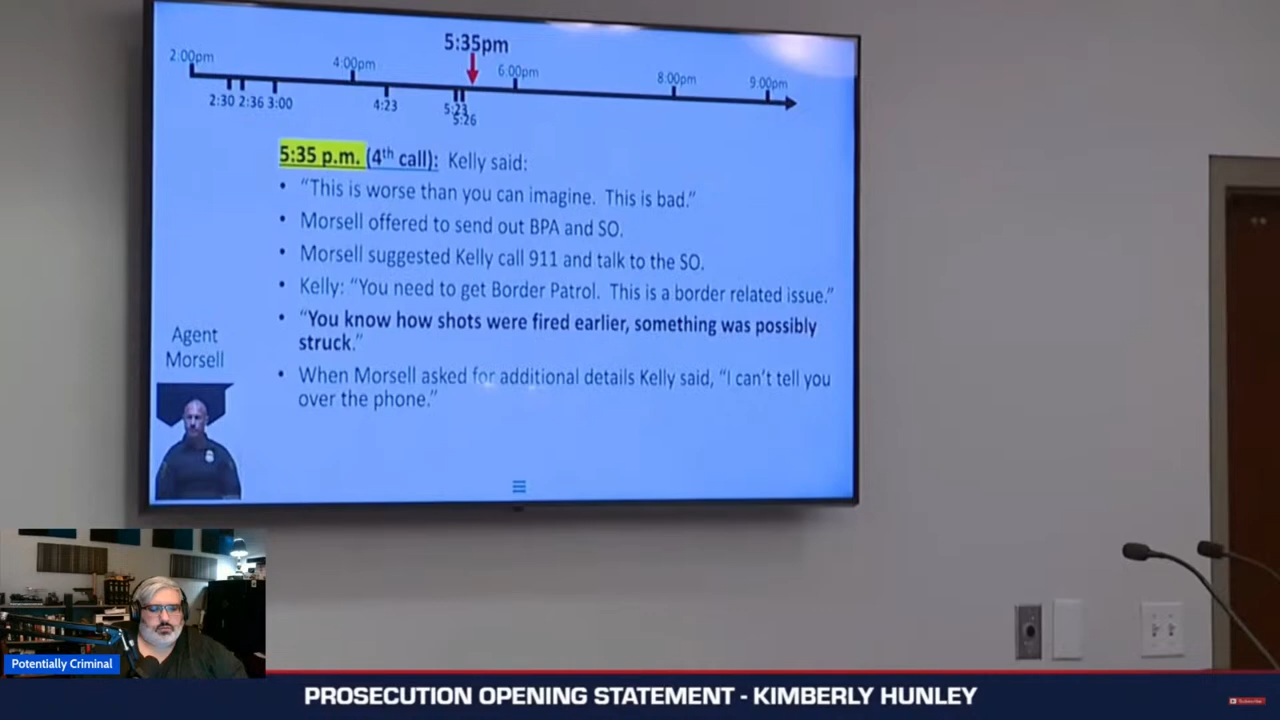 5:35pm
2:00pm
4:00pm
6:00pm
8:00pm
9:00pm
2:30 2:36 3:00
4:23
5:23
5:26
5:35 p.m. (4th call): Kelly said:
• “This is worse than you can imagine. This is bad.”
• Morsell offered to send out BPA and SO.
• Morsell suggested Kelly call 911 and talk to the SO.
• Kelly: “You need to get Border Patrol. This is a border related issue.”
• “You know how shots were fired earlier, something was possibly
struck.”
• When Morsell asked for additional details Kelly said, “I can’t tell you
over the phone.”
Agent
Morsell
Potentially Criminal
PROSECUTION OPENING STATEMENT - KIMBERLY HUNLEY
Subscribe